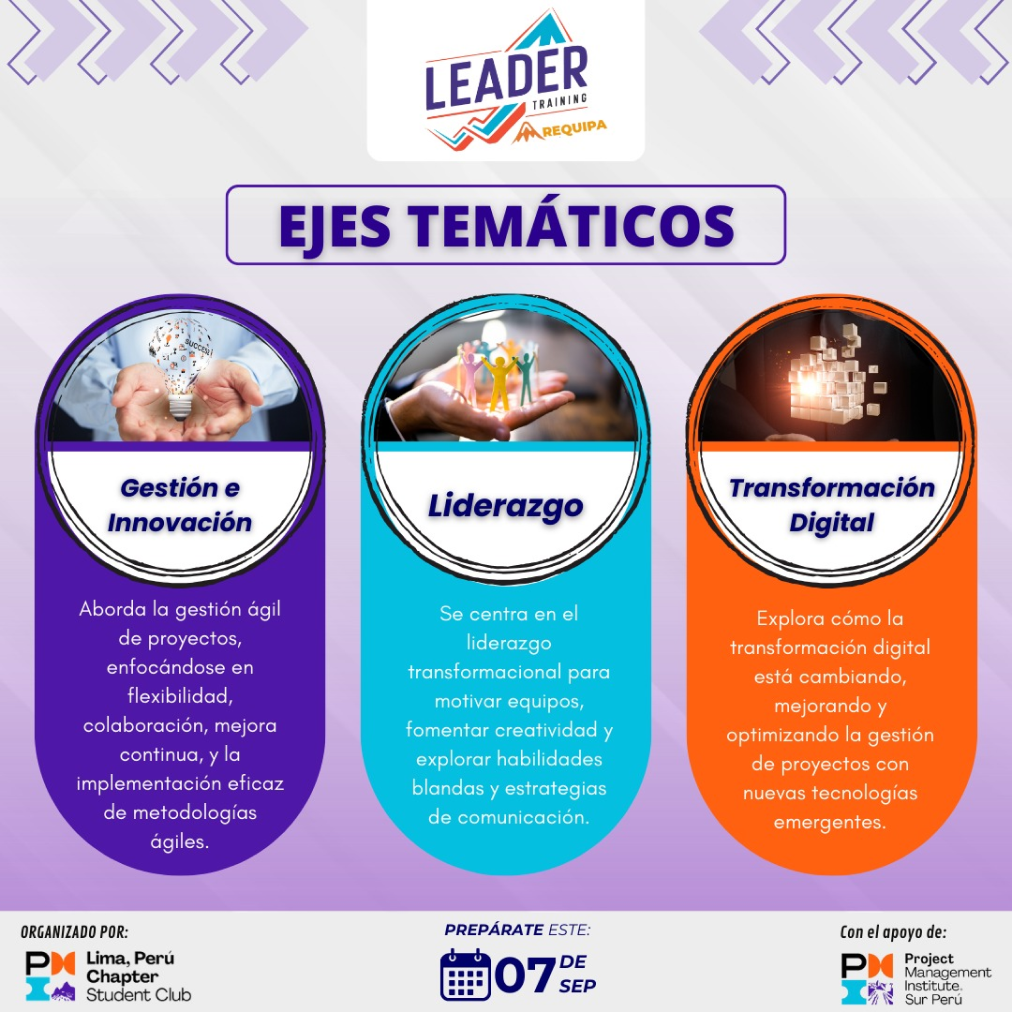 LEADER
TRAINING
AREQUIPA
EJES TEMÁTICOS
SUCCESS
Gestión e
Innovación
Aborda la gestión ágil
de proyectos,
enfocándose en
flexibilidad,
colaboración, mejora
continua, y la
implementación eficaz
de metodologías
ágiles.
Liderazgo
Se centra en el
liderazgo
transformacional para
motivar equipos,
fomentar creatividad y
explorar habilidades
blandas y estrategias
de comunicación.
Transformación
Digital
Explora cómo la
transformación digital
está cambiando,
mejorando y
optimizando la gestión
de proyectos con
nuevas tecnologías
emergentes.
ORGANIZADO POR:
Lima, Perú
Chapter
Student Club
PREPÁRATE ESTE:
07 DE
SEP
Con el apoyo de:
Project
Management
Institute.
Sur Perú